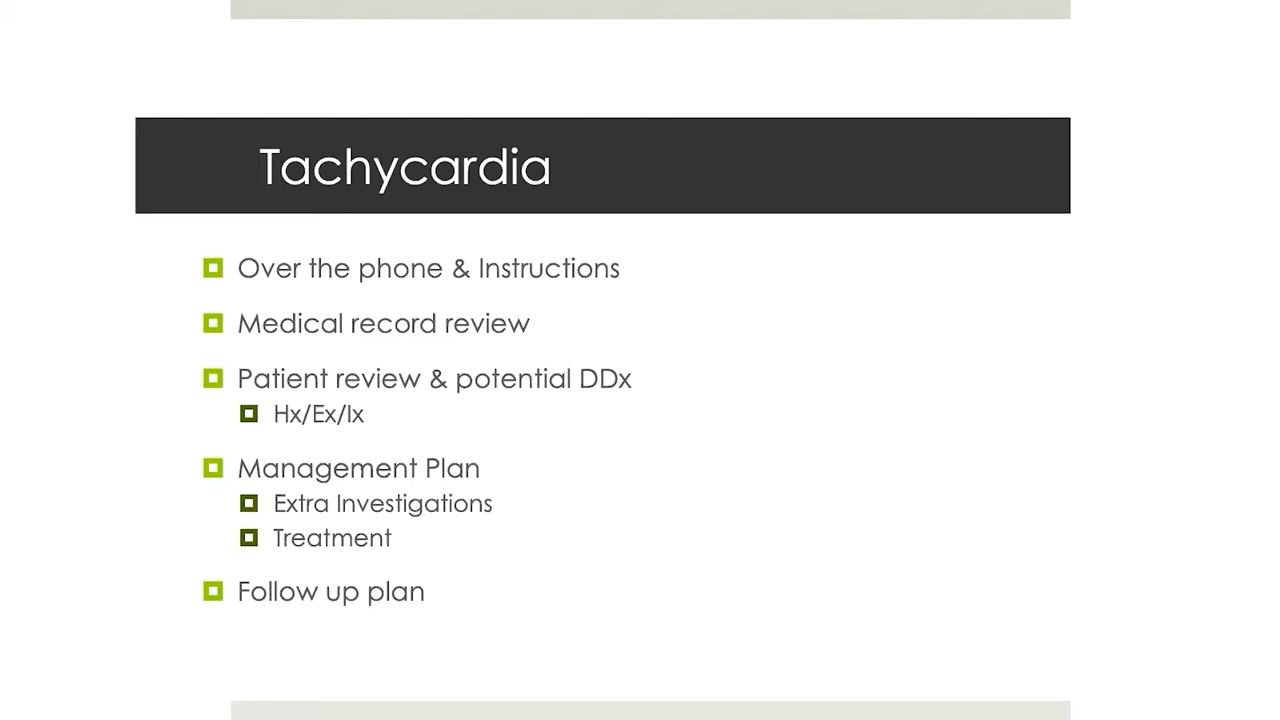 Tachycardia
Over the phone & Instructions
Medical record review
Patient review & potential DDx
Hx/Ex/Ix
Management Plan
Extra Investigations
Treatment
Follow up plan